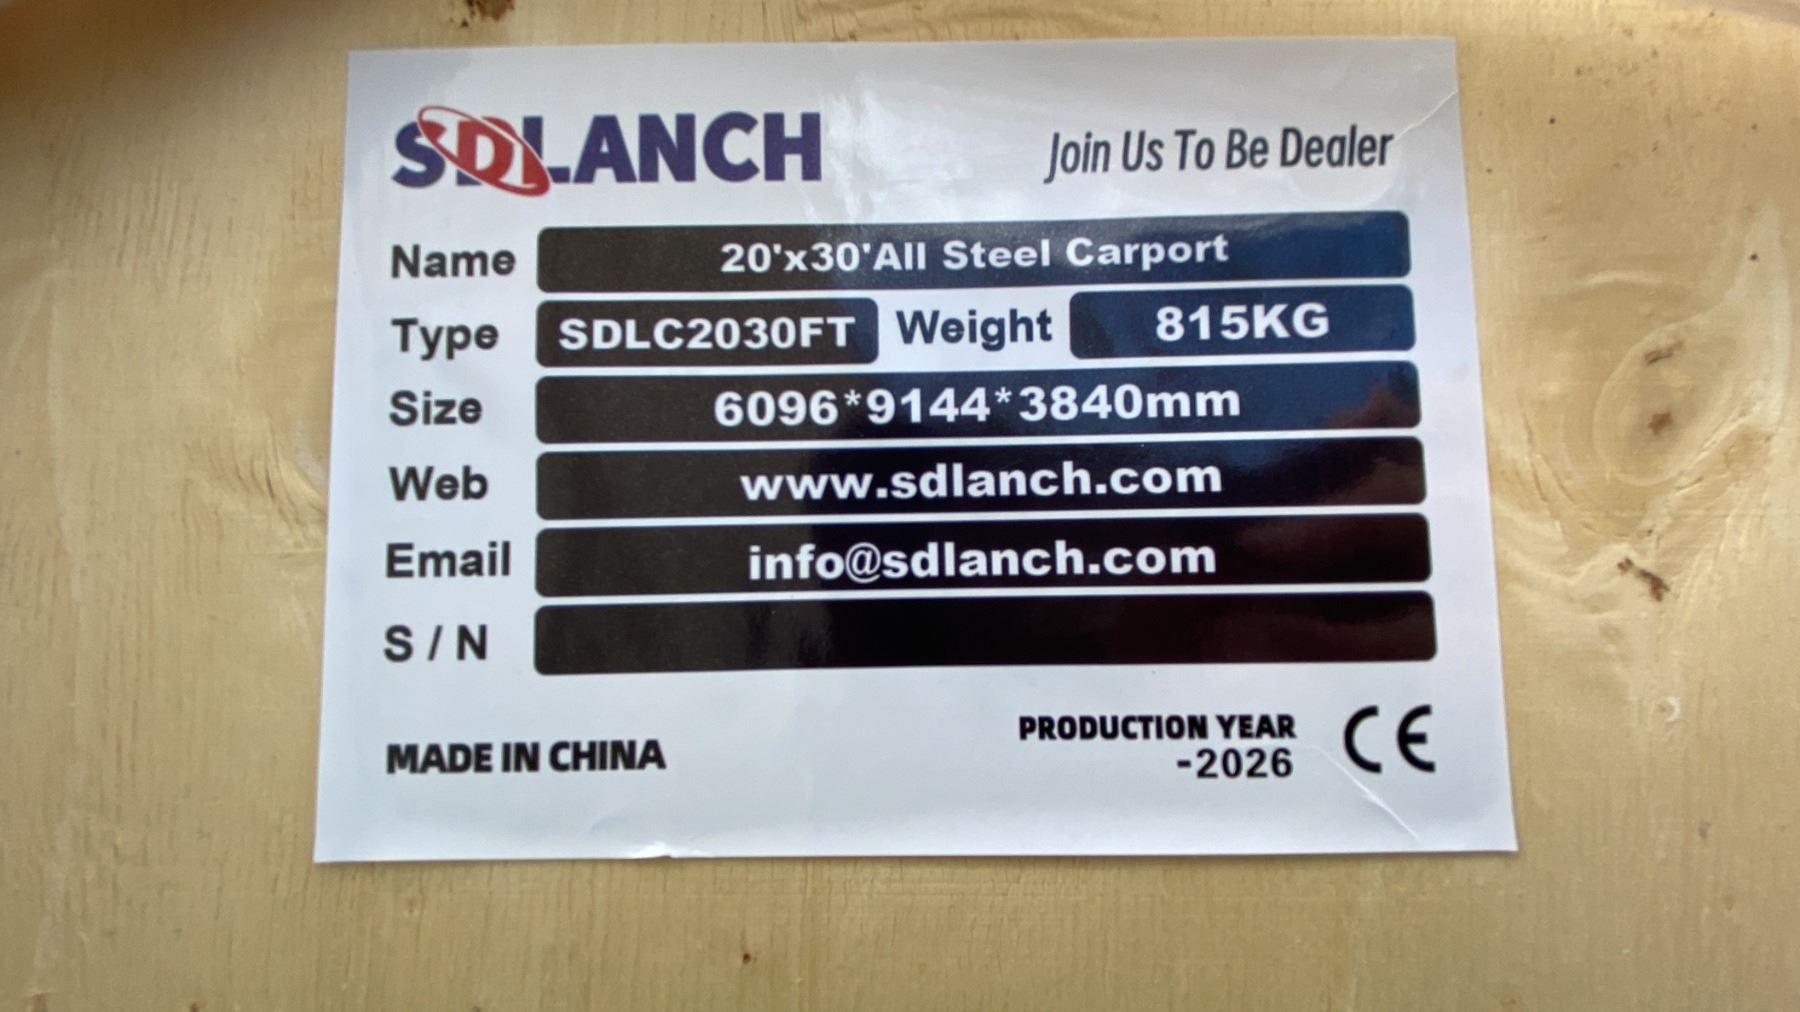 SDLANCH Join Us To Be Dealer
Name 20'x30'All Steel Carport
Type SDLC2030FT Weight 815KG
Size 6096*9144*3840mm
Web www.sdlanch.com
Email info@sdlanch.com
S / N
MADE IN CHINA PRODUCTION YEAR CE
-2026